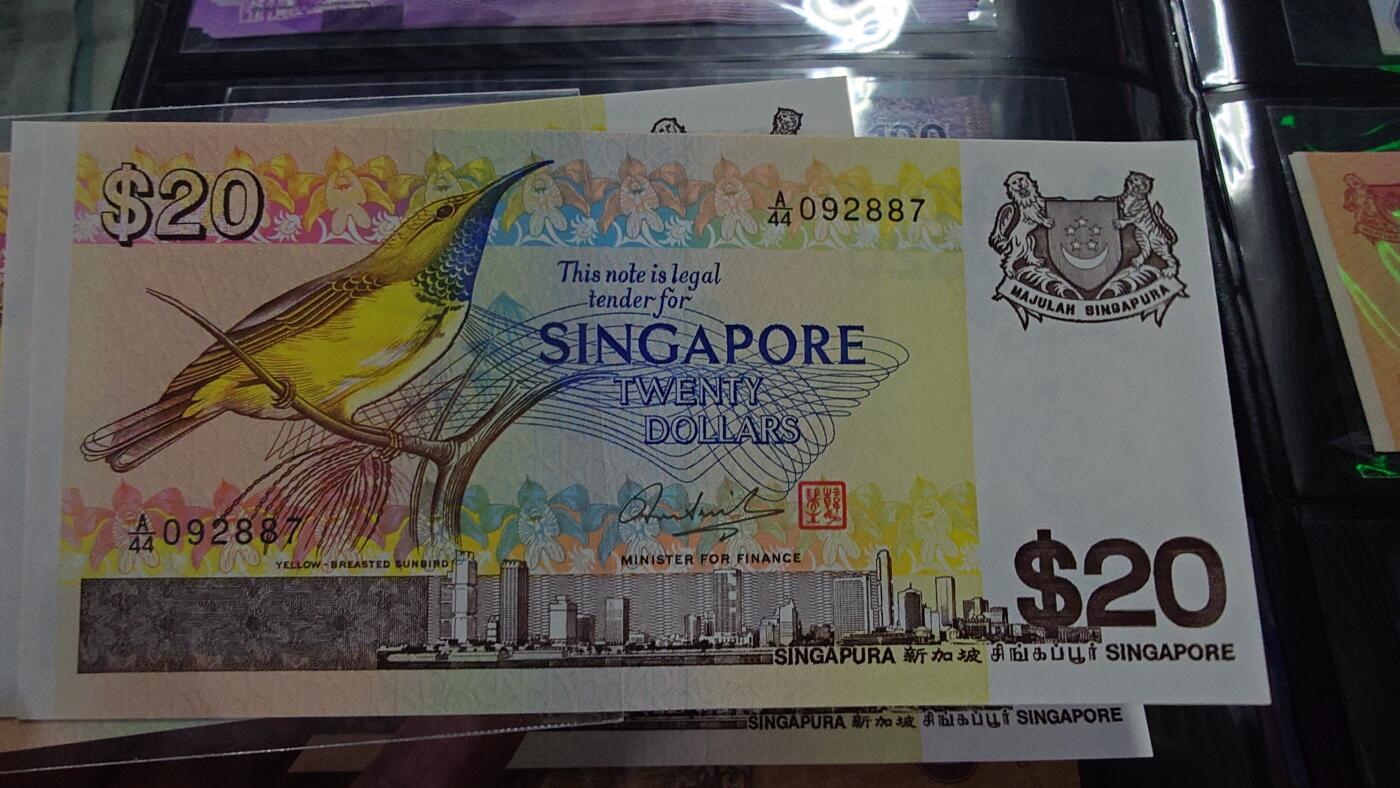 $20
A/44 092887
MAJULAH SINGAPURA
This note is legal
tender for
SINGAPORE
TWENTY
DOLLARS
A/44 092887
YELLOW-BREASTED SUNBIRD
MINISTER FOR FINANCE
$20
SINGAPURA 新加坡 சிங்கப்பூர் SINGAPORE
SINGAPURA 新加坡 சிங்கப்பூர் SINGAPORE